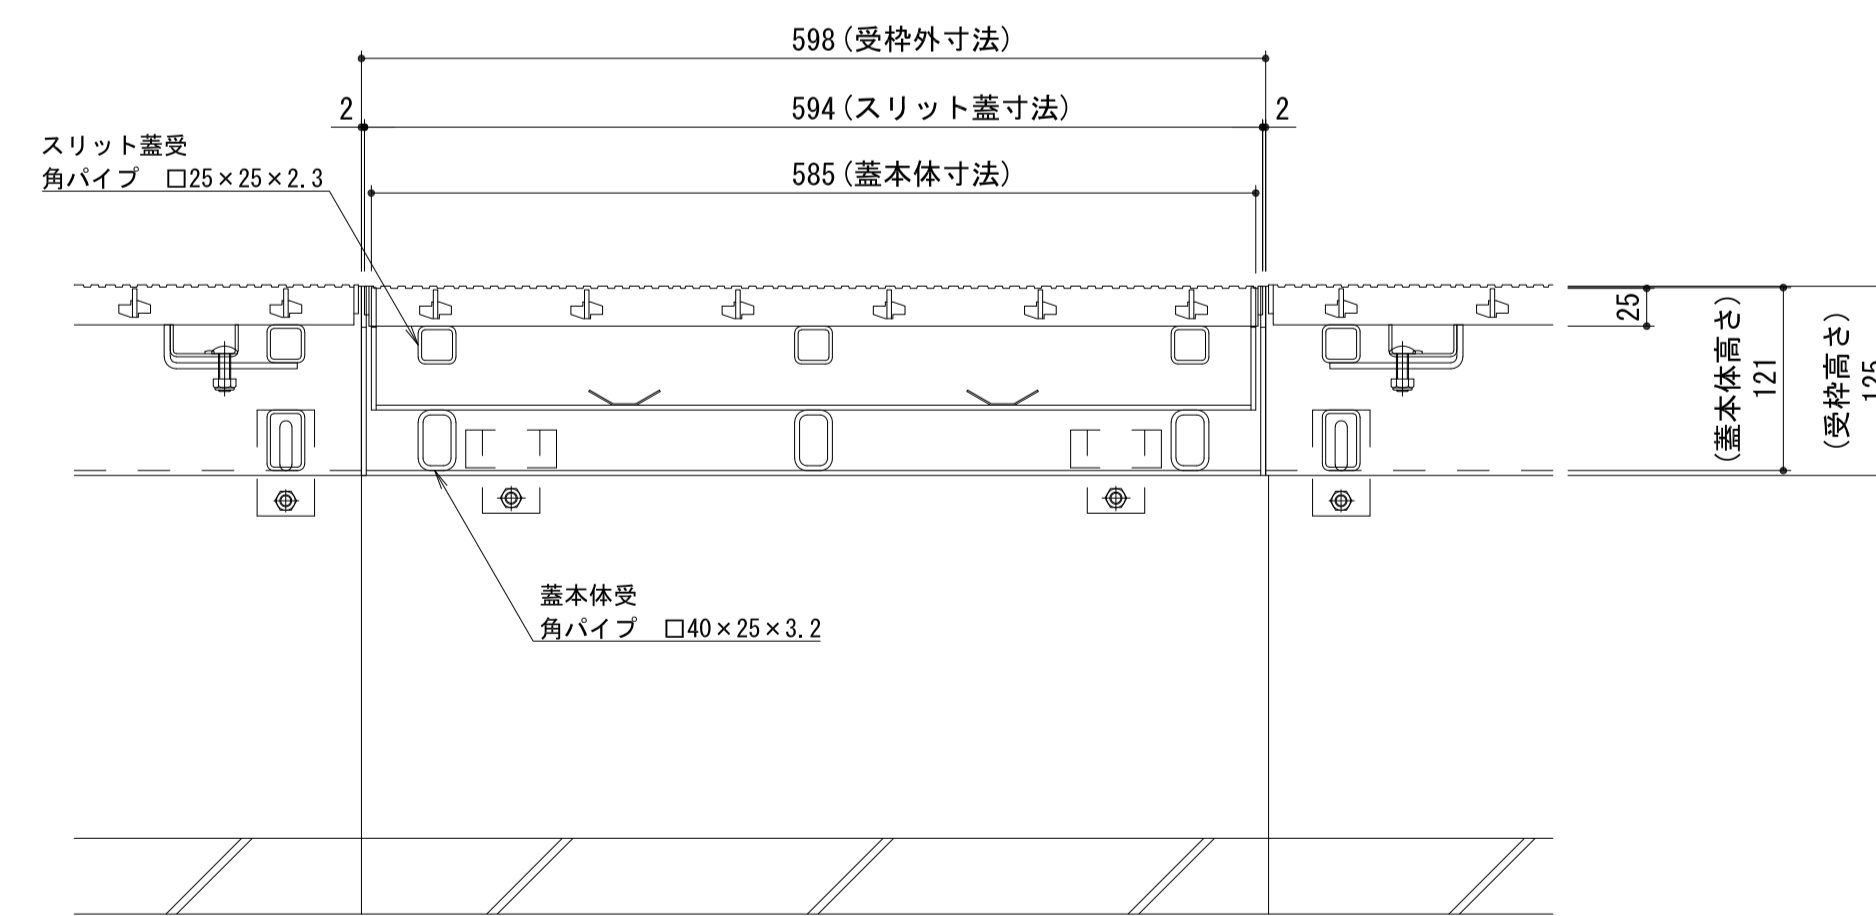 598(受枠外寸法)
2
594(スリット蓋寸法)
2
スリット蓋受
角パイプ　□25×25×2.3
585(蓋本体寸法)
25
(蓋本体高さ)
121
(受枠高さ)
125
蓋本体受
角パイプ　□40×25×3.2